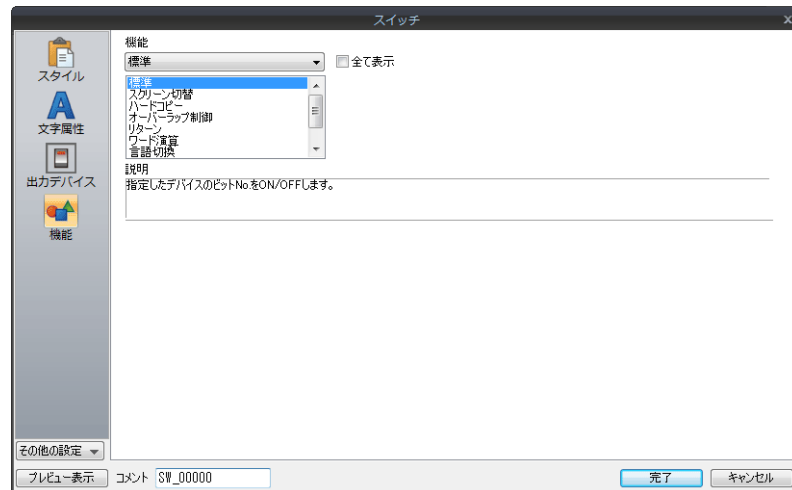 スイッチ
x
機能
標準
全て表示
標準
スクリーン切替
ハードコピー
オーバーラップ制御
リターン
ワード演算
言語切換
説明
指定したデバイスのビットNo.をON/OFFします。
スタイル
文字属性
出力デバイス
機能
その他の設定
プレビュー表示
コメント
SW_00000
完了
キャンセル